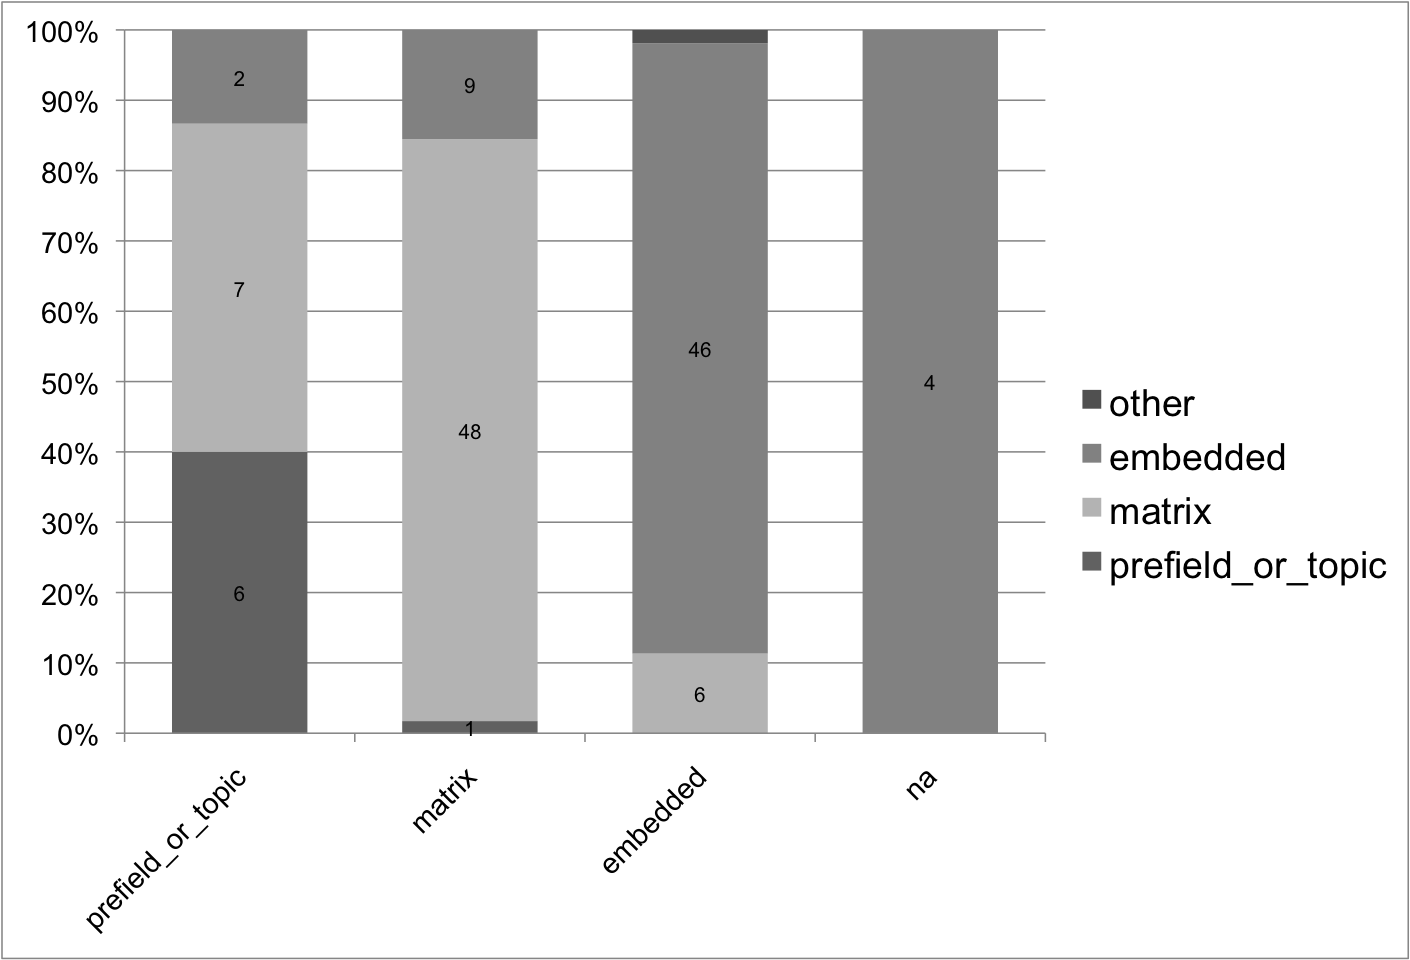 100%
90%
80%
70%
60%
50%
40%
30%
20%
10%
0%
2
7
6
9
48
1
46
6
4
prefield_or_topic
matrix
embedded
na
other
embedded
matrix
prefield_or_topic